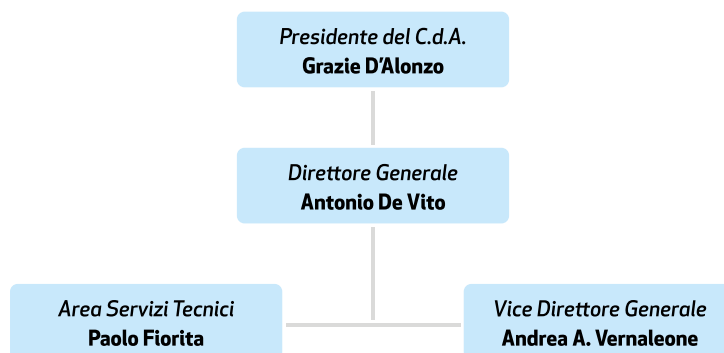 Presidente del C.d.A.
Grazie D'Alonzo
Direttore Generale
Antonio De Vito
Area Servizi Tecnici
Paolo Fiorita
Vice Direttore Generale
Andrea A. Vernaleone